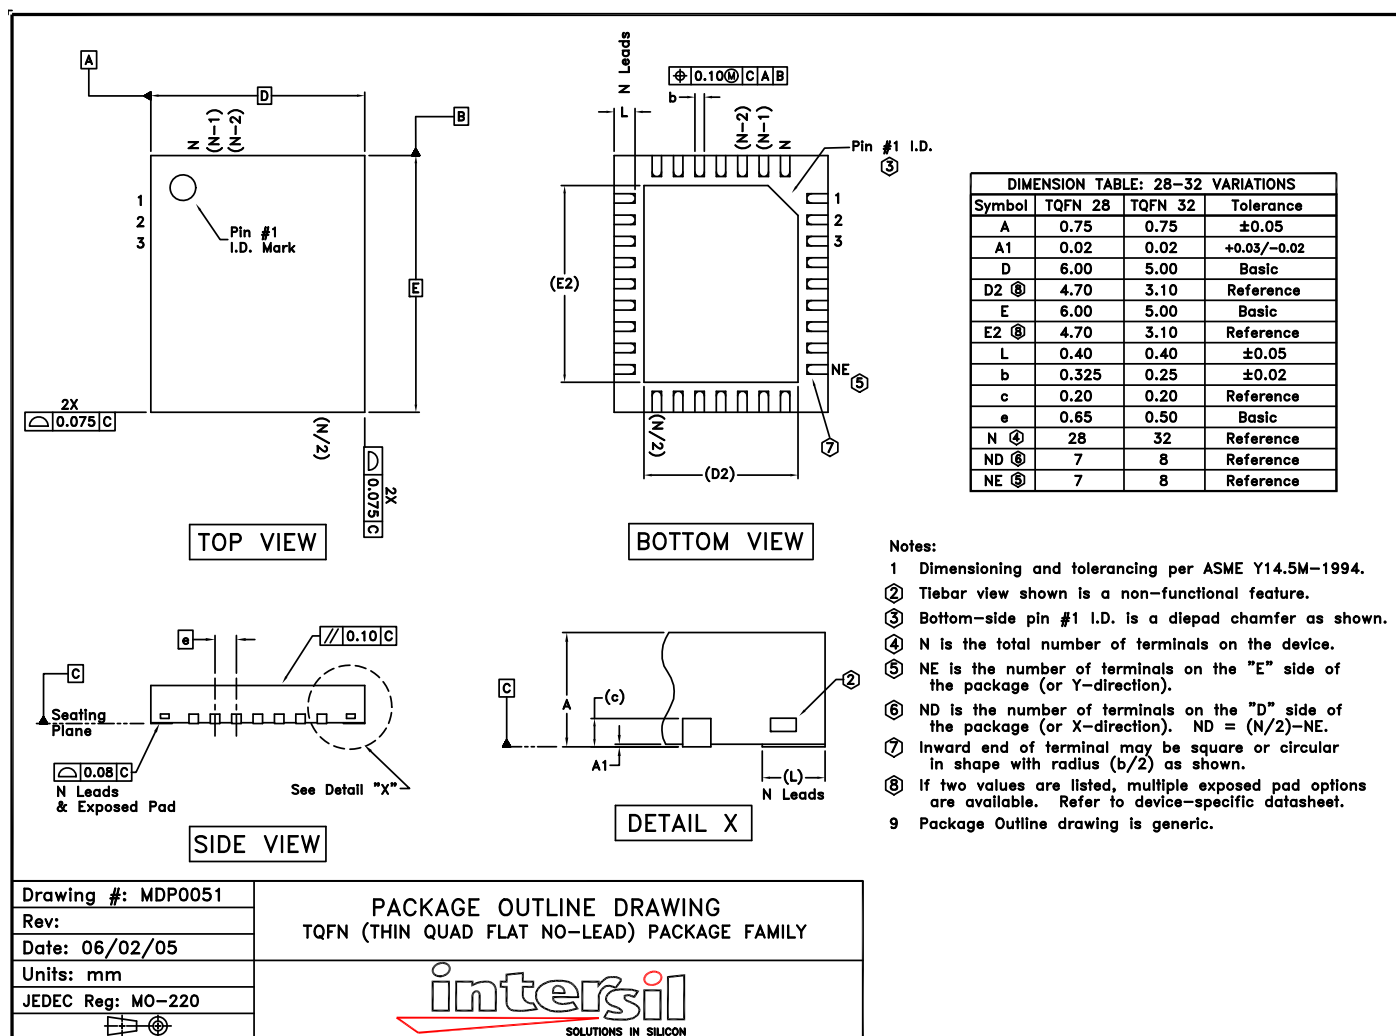 A
D
B
N
(N-1)
(N-2)
1
2
3
Pin #1
I.D. Mark
E
2X
0.075 C
(N/2)
2X
0.075 C
TOP VIEW
N Leads
L
b
0.10 M C A B
(N-2)
(N-1)
N
Pin #1 I.D.
3
1
2
3
(E2)
NE
5
7
(N/2)
(D2)
BOTTOM VIEW
DIMENSION TABLE: 28-32 VARIATIONS
Symbol TQFN 28 TQFN 32 Tolerance
A 0.75 0.75 ±0.05
A1 0.02 0.02 +0.03/-0.02
D 6.00 5.00 Basic
D2 8 4.70 3.10 Reference
E 6.00 5.00 Basic
E2 8 4.70 3.10 Reference
L 0.40 0.40 ±0.05
b 0.325 0.25 ±0.02
c 0.20 0.20 Reference
e 0.65 0.50 Basic
N 4 28 32 Reference
ND 6 7 8 Reference
NE 5 7 8 Reference
Notes:
1 Dimensioning and tolerancing per ASME Y14.5M-1994.
2 Tiebar view shown is a non-functional feature.
3 Bottom-side pin #1 I.D. is a diepad chamfer as shown.
4 N is the total number of terminals on the device.
5 NE is the number of terminals on the "E" side of
the package (or Y-direction).
6 ND is the number of terminals on the "D" side of
the package (or X-direction). ND = (N/2)-NE.
7 Inward end of terminal may be square or circular
in shape with radius (b/2) as shown.
8 If two values are listed, multiple exposed pad options
are available. Refer to device-specific datasheet.
9 Package Outline drawing is generic.
e
// 0.10 C
C
Seating
Plane
0.08 C
N Leads
& Exposed Pad
See Detail "X"
SIDE VIEW
C
A
(c)
A1
2
(L)
N Leads
DETAIL X
Drawing #: MDP0051
Rev:
Date: 06/02/05
Units: mm
JEDEC Reg: MO-220
PACKAGE OUTLINE DRAWING
TQFN (THIN QUAD FLAT NO-LEAD) PACKAGE FAMILY
intersil
SOLUTIONS IN SILICON